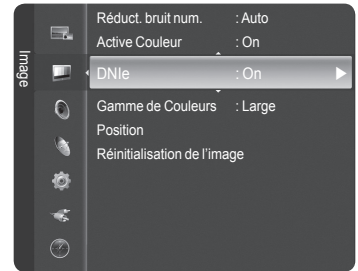 Image
Réduct. bruit num. : Auto
Active Couleur : On
DNIe : On
Gamme de Couleurs : Large
Position
Réinitialisation de l'image